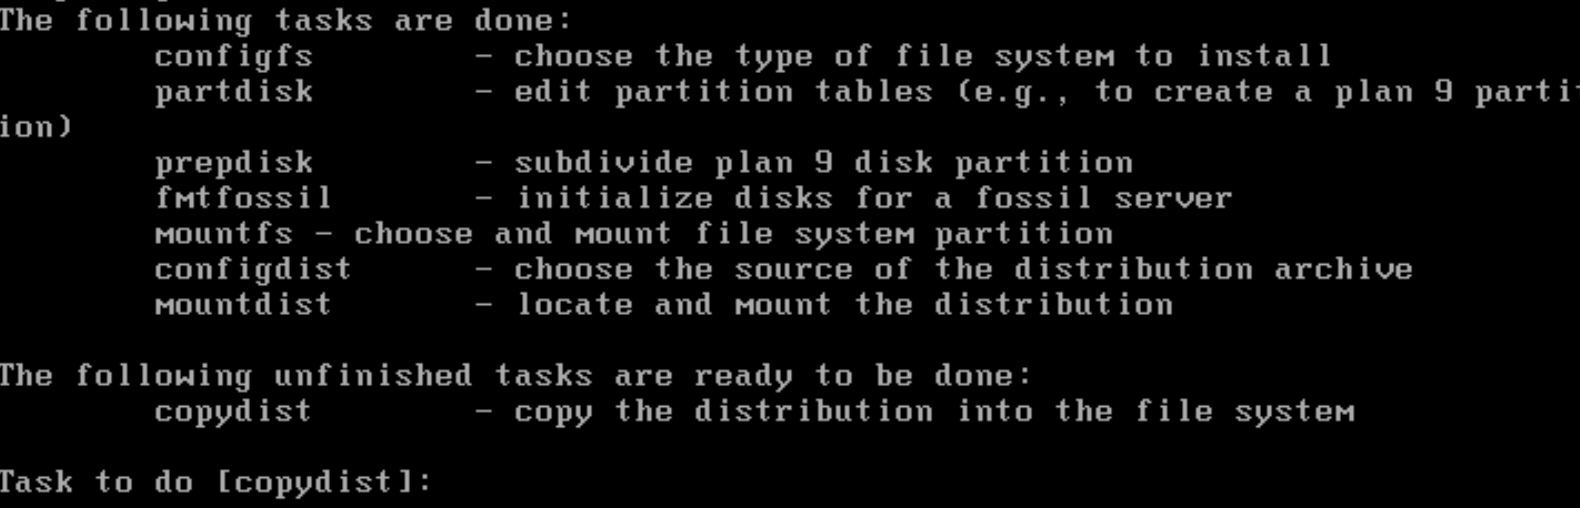 The following tasks are done:
configfs - choose the type of file system to install
partdisk - edit partition tables (e.g., to create a plan 9 partit
ion)
prepdisk - subdivide plan 9 disk partition
fmtfossil - initialize disks for a fossil server
mountfs - choose and mount file system partition
configdist - choose the source of the distribution archive
mountdist - locate and mount the distribution
The following unfinished tasks are ready to be done:
copydist - copy the distribution into the file system
Task to do [copydist]: